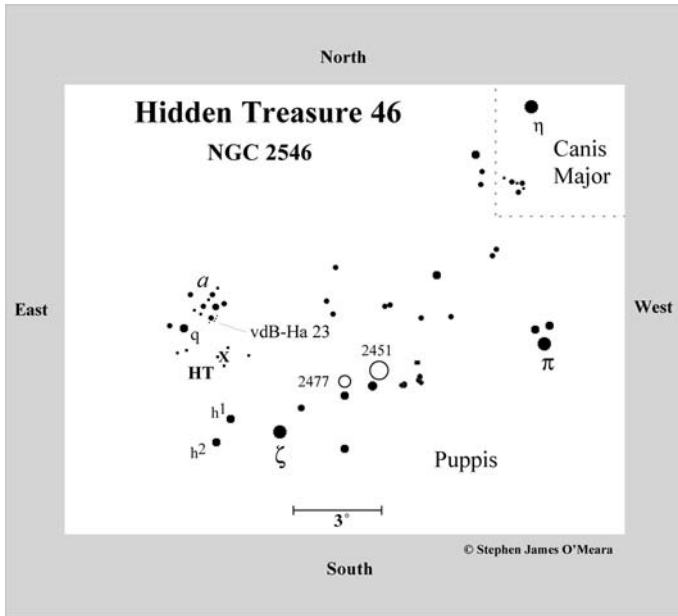 North
Hidden Treasure 46
NGC 2546
η
Canis
Major
a
East
West
vdB-Ha 23
q
2451
X
HT
2477
π
h1
h2
ζ
Puppis
3°
© Stephen James O'Meara
South